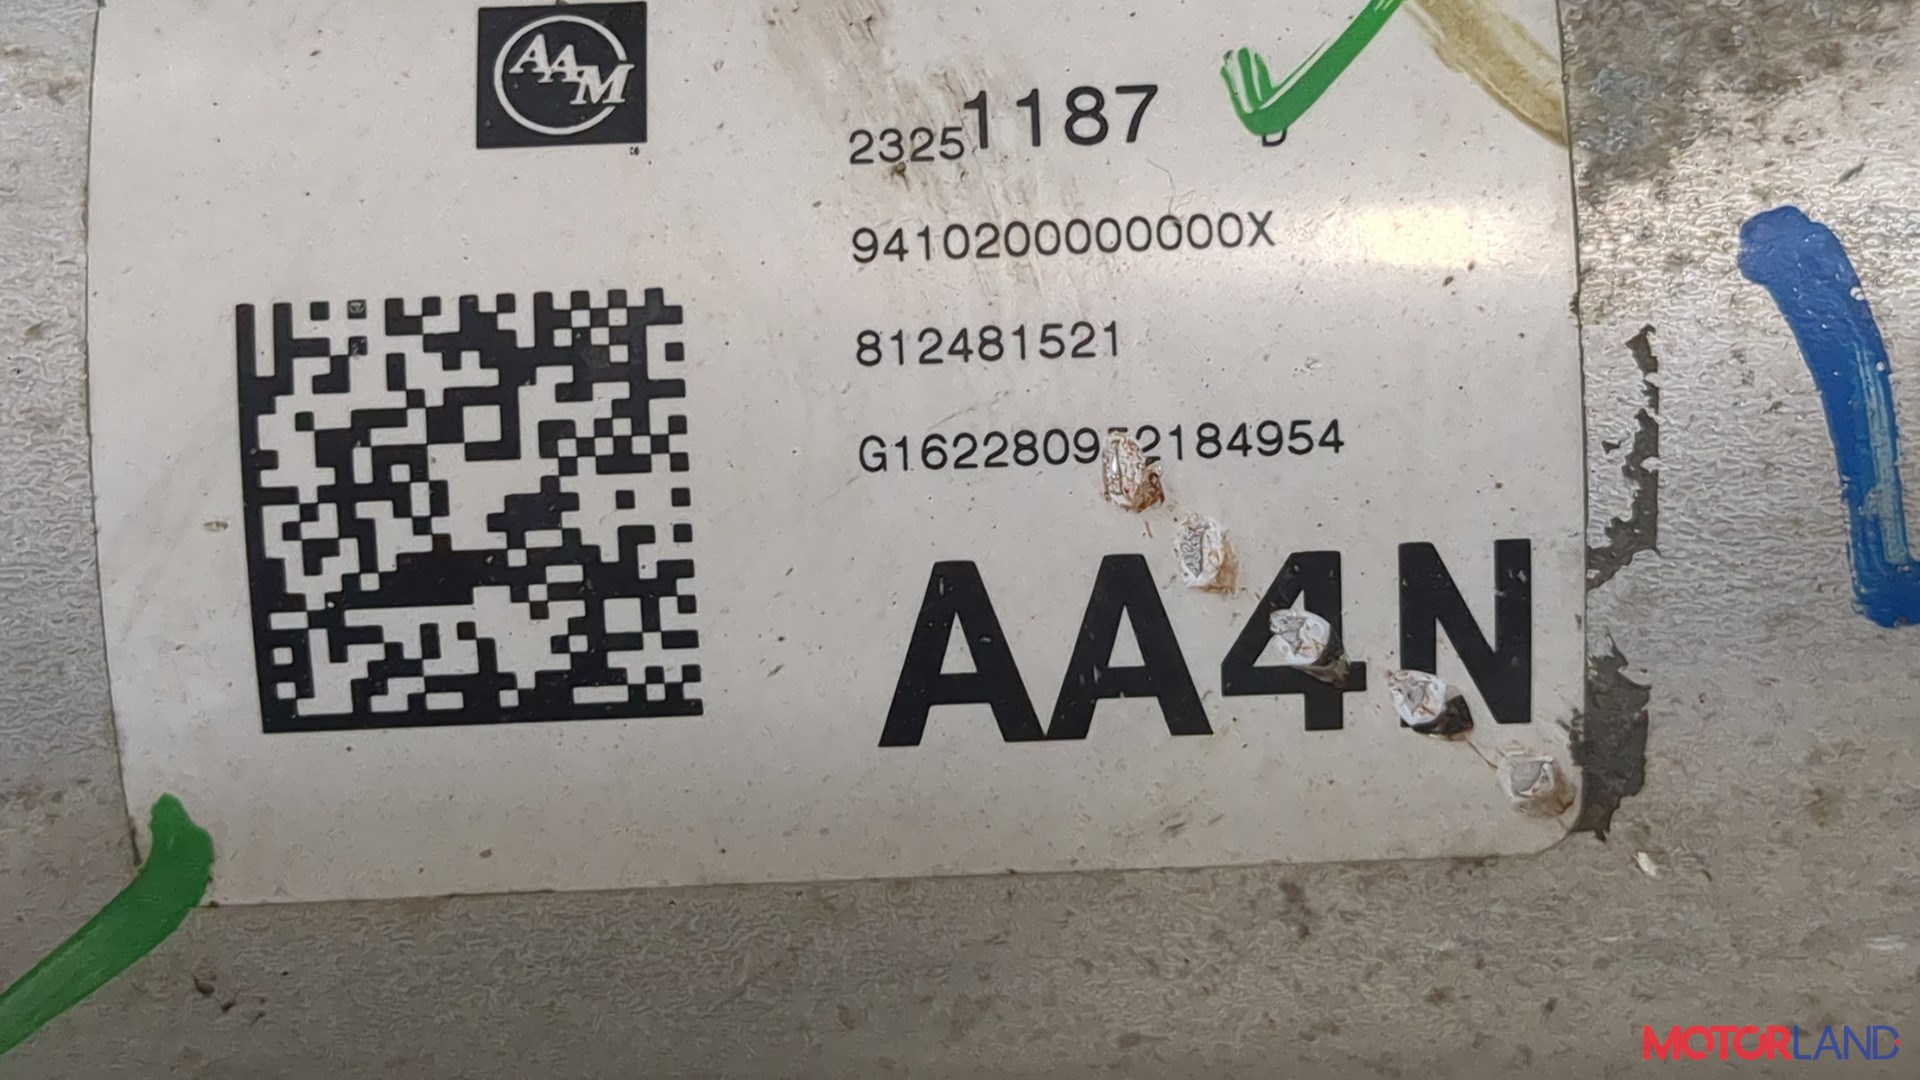 AAM
23251187
9410200000000X
812481521
AA4N
MOTORLAND